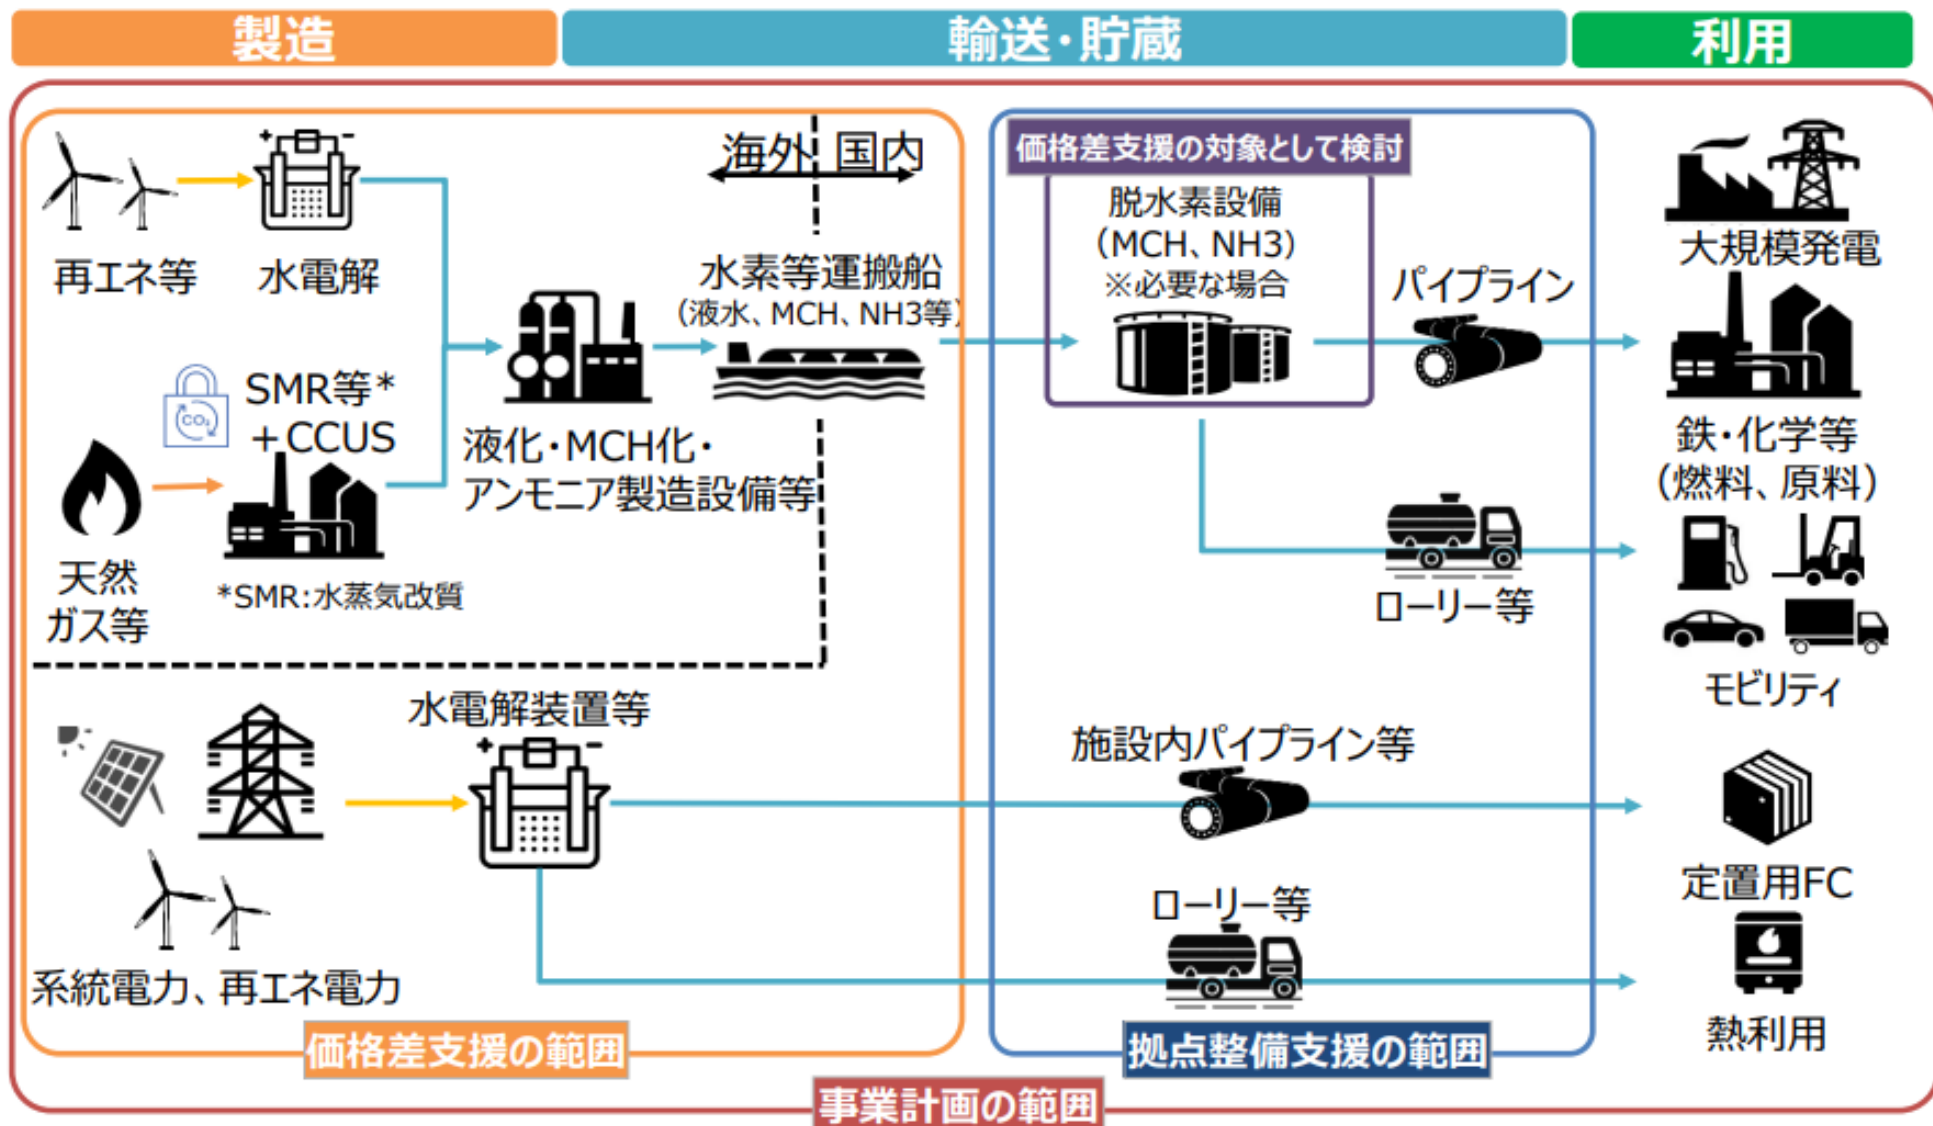 製造
輸送・貯蔵
利用
海外
国内
再エネ等
水電解
水素等運搬船
(液水、MCH、NH3等)
CO₂
SMR等*
+CCUS
液化・MCH化・
アンモニア製造設備等
天然
ガス等
*SMR:水蒸気改質
価格差支援の対象として検討
脱水素設備
(MCH、NH3)
※必要な場合
パイプライン
ローリー等
大規模発電
鉄・化学等
(燃料、原料)
モビリティ
水電解装置等
系統電力、再エネ電力
施設内パイプライン等
ローリー等
定置用FC
熱利用
価格差支援の範囲
拠点整備支援の範囲
事業計画の範囲